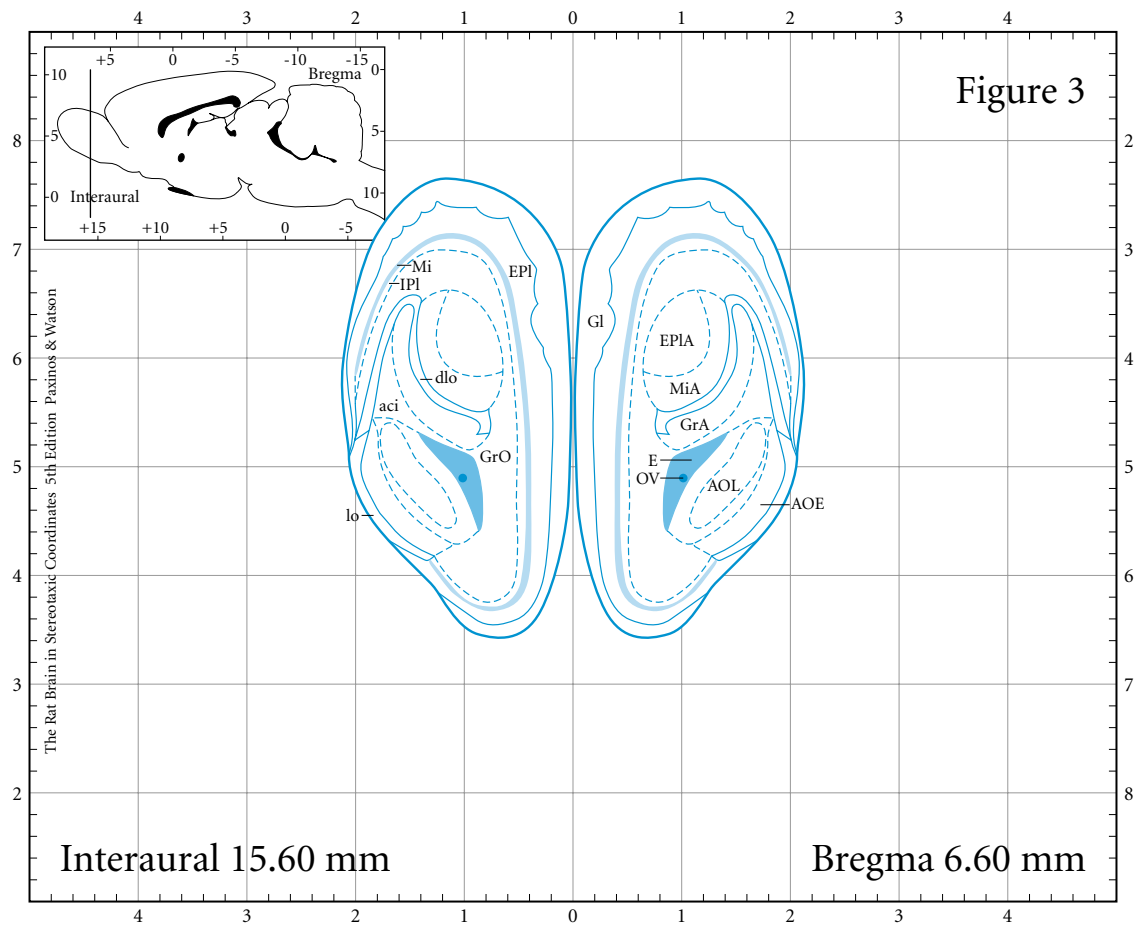 4 3 2 1 0 1 2 3 4
+5 0 -5 -10 -15
Bregma
10 0
5 5
0 10
Interaural
+15 +10 +5 0 -5
Figure 3
8 2
7 3
6 4
5 5
4 6
3 7
2 8
Mi
IPl
EPl
Gl
EPlA
dlo
MiA
aci
GrA
GrO
E
OV
AOL
AOE
lo
The Rat Brain in Stereotaxic Coordinates 5th Edition Paxinos & Watson
Interaural 15.60 mm
Bregma 6.60 mm
4 3 2 1 0 1 2 3 4